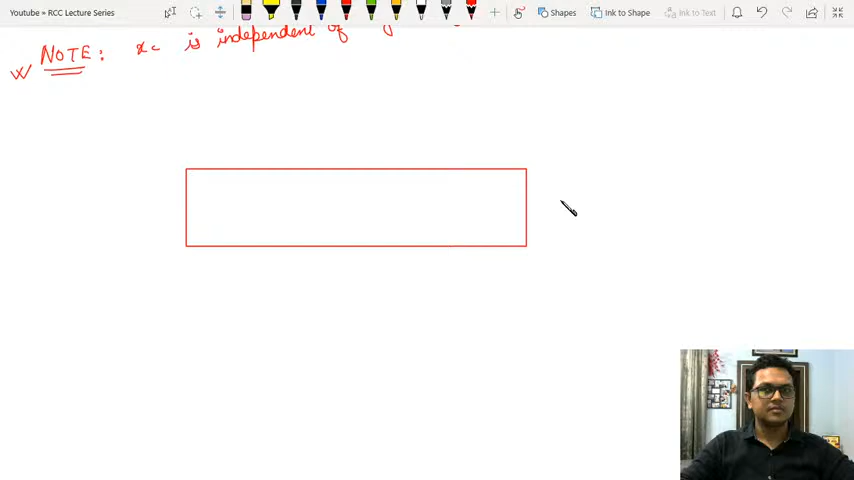 Youtube » RCC Lecture Series
Shapes
Ink to Shape
Ink to Text
NOTE: xc is independent of